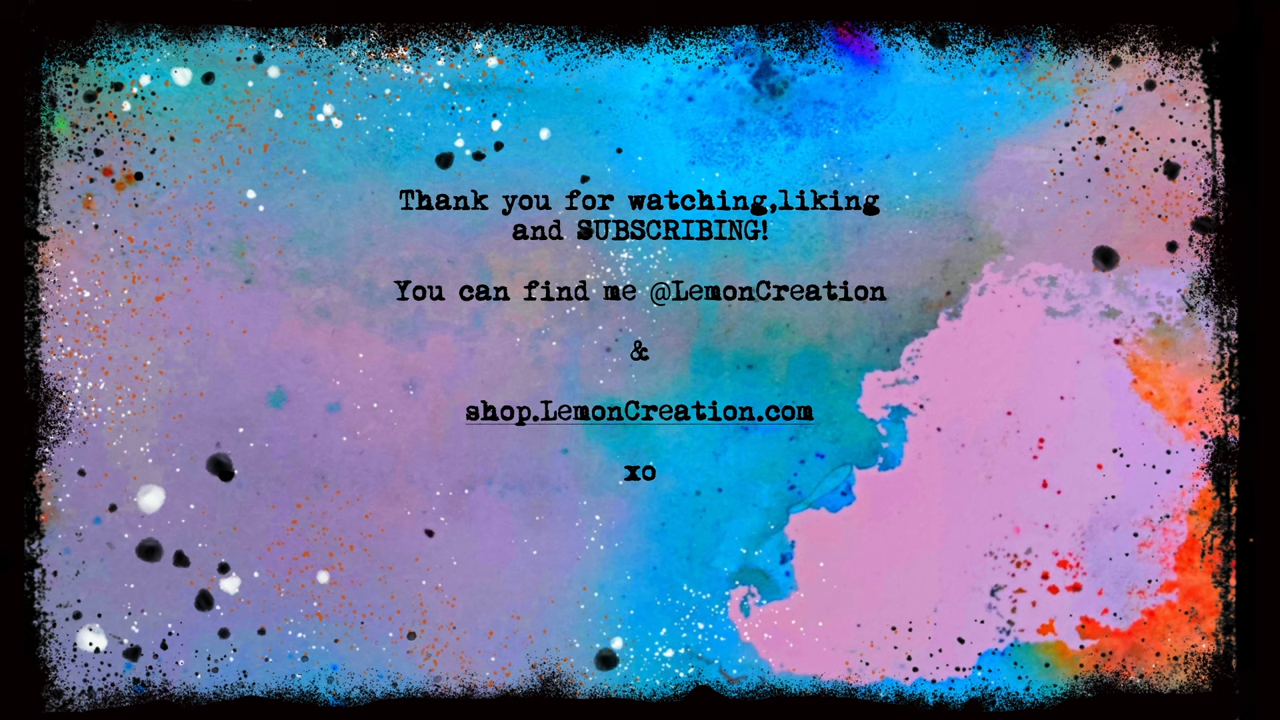 Thank you for watching,liking
and SUBSCRIBING!
You can find me @LemonCreation
&
shop.LemonCreation.com
xo